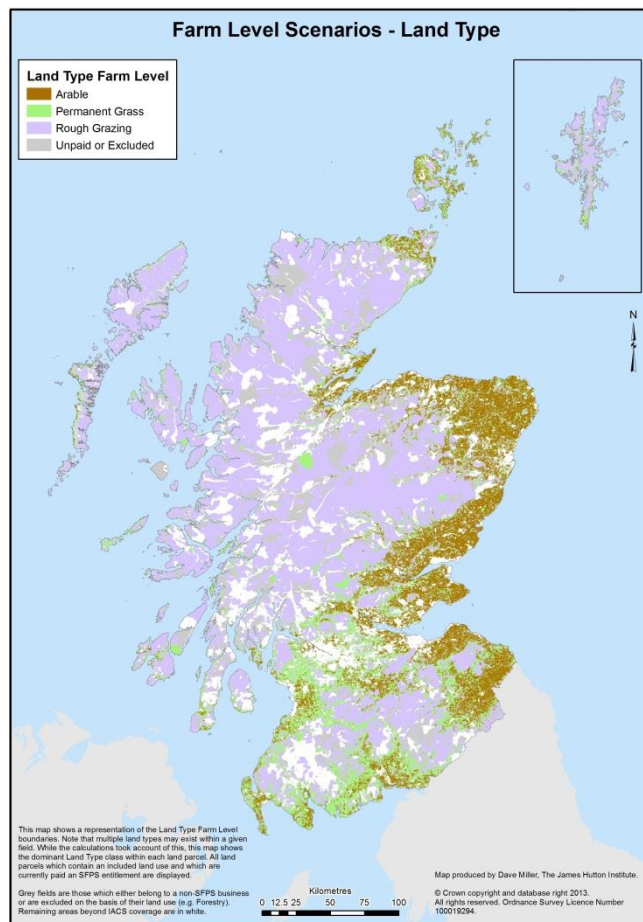 Farm Level Scenarios - Land Type
Land Type Farm Level
Arable
Permanent Grass
Rough Grazing
Unpaid or Excluded
N
This map shows a representation of the Land Type Farm Level
boundaries. Note that multiple land types may exist within a given
field. While the calculations took account of this, this map shows
the dominant Land Type class within each land parcel. All land
parcels which contain an included land use and which are
currently paid an SFPS entitlement are displayed.
Grey fields are those which either belong to a non-SFPS business
or are excluded on the basis of their land use (e.g. Forestry).
Remaining areas beyond IACS coverage are in white.
Kilometres
0 12.5 25 50 75 100
Map produced by Dave Miller, The James Hutton Institute.
© Crown copyright and database right 2013.
All rights reserved. Ordnance Survey Licence Number
100019294.